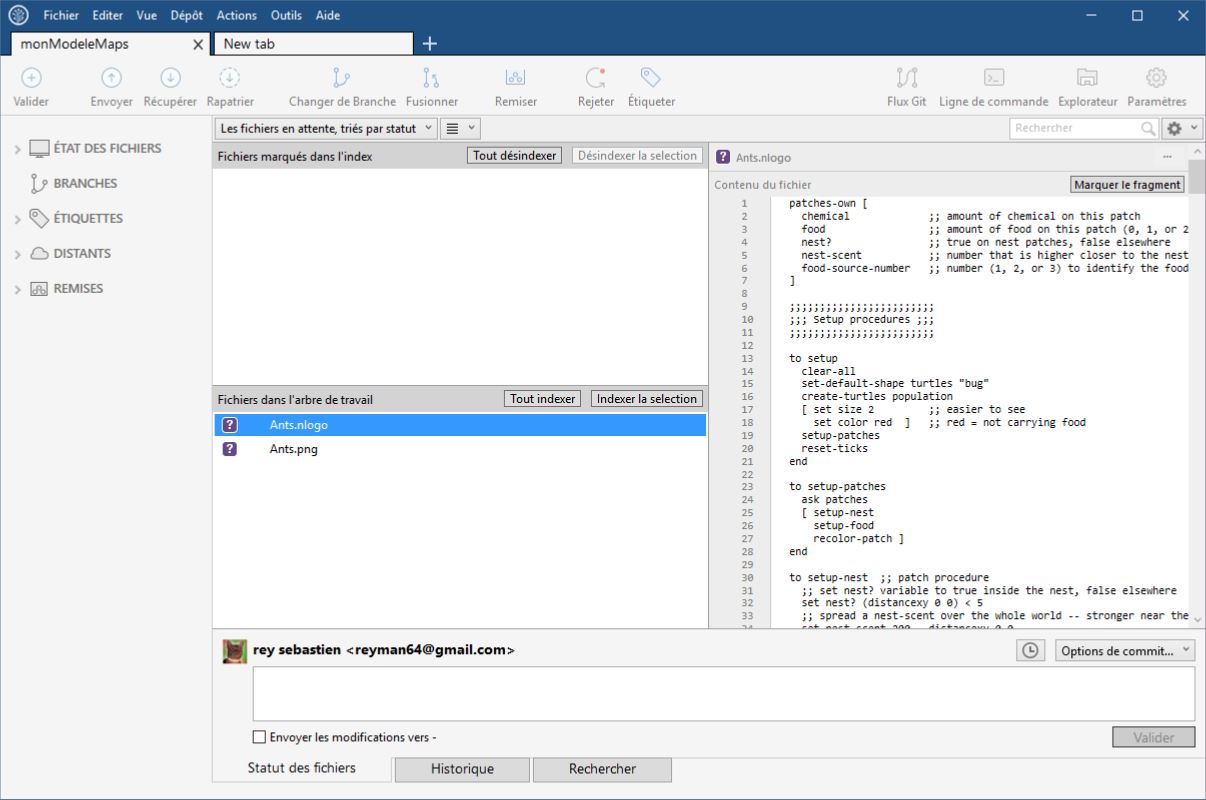 Fichier Editer Vue Dépôt Actions Outils Aide
monModeleMaps New tab
Valider Envoyer Récupérer Rapatrier Changer de Branche Fusionner Remiser Rejeter Étiqueter Flux Git Ligne de commande Explorateur Paramètres
ÉTAT DES FICHIERS
BRANCHES
ÉTIQUETTES
DISTANTS
REMISES
Les fichiers en attente, triés par statut
Rechercher
Fichiers marqués dans l'index Tout désindexer Désindexer la selection
Fichiers dans l'arbre de travail Tout indexer Indexer la selection
? Ants.nlogo
? Ants.png
? Ants.nlogo ...
Contenu du fichier Marquer le fragment
1 patches-own [
2 chemical ;; amount of chemical on this patch
3 food ;; amount of food on this patch (0, 1, or 2
4 nest? ;; true on nest patches, false elsewhere
5 nest-scent ;; number that is higher closer to the nest
6 food-source-number ;; number (1, 2, or 3) to identify the food
7 ]
8
9 ;;;;;;;;;;;;;;;;;;;;;;;;
10 ;;; Setup procedures ;;;
11 ;;;;;;;;;;;;;;;;;;;;;;;;
12
13 to setup
14 clear-all
15 set-default-shape turtles "bug"
16 create-turtles population
17 [ set size 2 ;; easier to see
18 set color red ] ;; red = not carrying food
19 setup-patches
20 reset-ticks
21 end
22
23 to setup-patches
24 ask patches
25 [ setup-nest
26 setup-food
27 recolor-patch ]
28 end
29
30 to setup-nest ;; patch procedure
31 ;; set nest? variable to true inside the nest, false elsewhere
32 set nest? (distancexy 0 0) < 5
33 ;; spread a nest-scent over the whole world -- stronger near the
34 set nest-scent 200 - distancexy 0 0
rey sebastien <reyman64@gmail.com>
Options de commit...
Envoyer les modifications vers -
Valider
Statut des fichiers Historique Rechercher